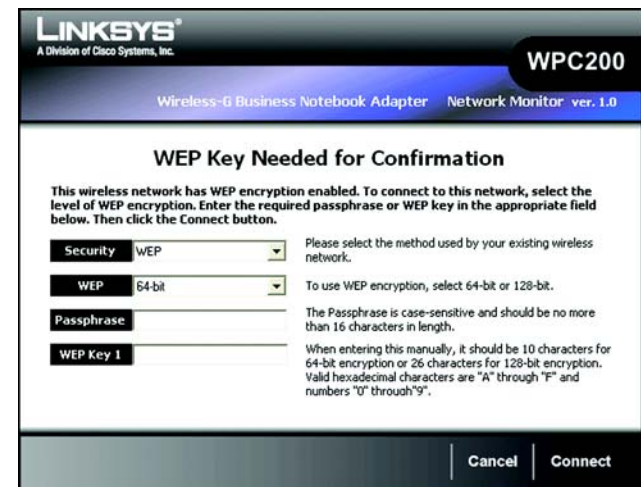 LINKSYS®
A Division of Cisco Systems, Inc.
WPC200
Wireless-G Business Notebook Adapter Network Monitor ver. 1.0
WEP Key Needed for Confirmation
This wireless network has WEP encryption enabled. To connect to this network, select the
level of WEP encryption. Enter the required passphrase or WEP key in the appropriate field
below. Then click the Connect button.
Security WEP
Please select the method used by your existing wireless
network.
WEP 64-bit
To use WEP encryption, select 64-bit or 128-bit.
Passphrase
The Passphrase is case-sensitive and should be no more
than 16 characters in length.
WEP Key 1
When entering this manually, it should be 10 characters for
64-bit encryption or 26 characters for 128-bit encryption.
Valid hexadecimal characters are "A" through "F" and
numbers "0" through"9".
Cancel Connect